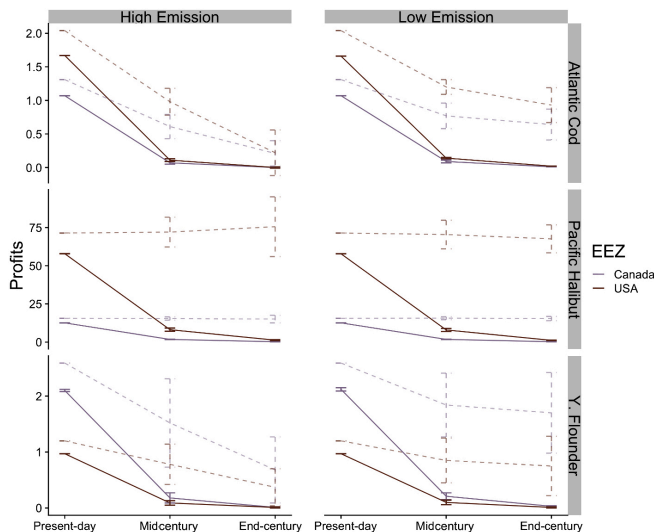 High Emission
Low Emission
2.0
1.5
1.0
0.5
0.0
Atlantic Cod
75
50
25
0
Pacific Halibut
2
1
0
Y. Flounder
Profits
Present-day
Midcentury
End-century
Present-day
Midcentury
End-century
EEZ
Canada
USA